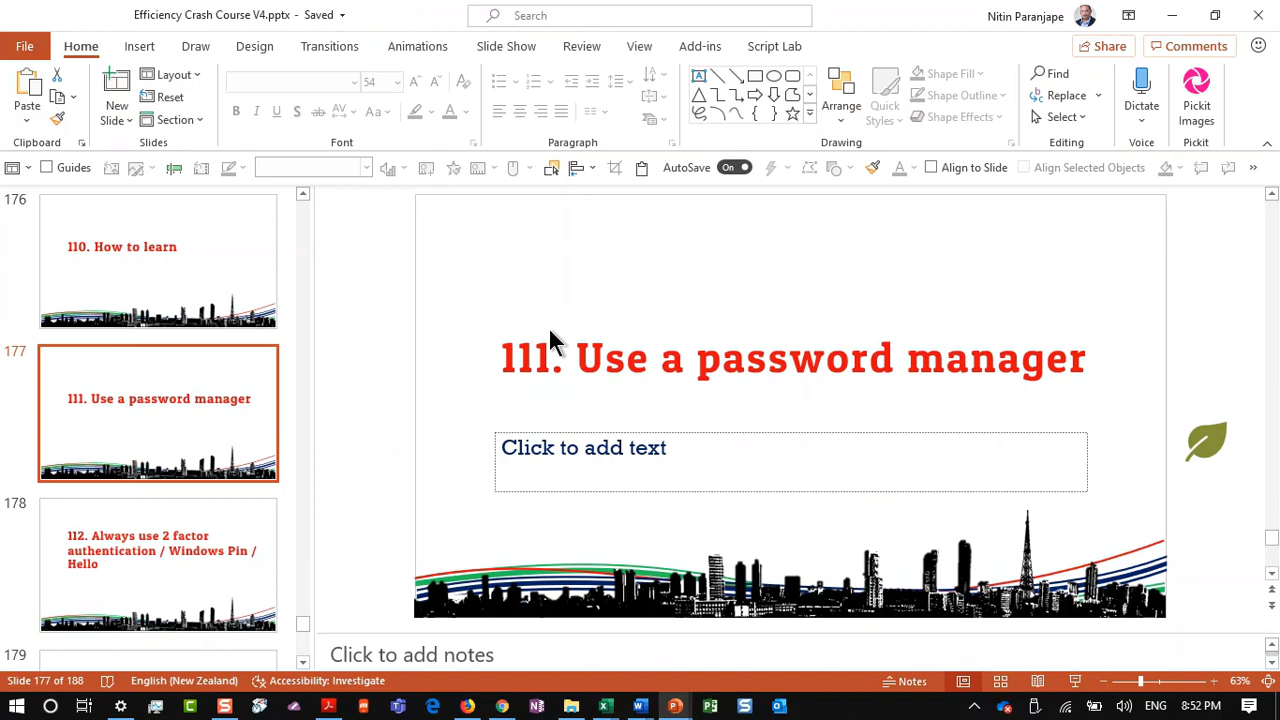 Efficiency Crash Course V4.pptx - Saved
Search
Nitin Paranjape
File Home Insert Draw Design Transitions Animations Slide Show Review View Add-ins Script Lab
Share Comments
Paste
New Slide
Layout
Reset
Section
54
Find
Replace
Select
Arrange
Quick Styles
Shape Fill
Shape Outline
Shape Effects
Dictate
Pickit Images
Clipboard Slides Font Paragraph Drawing Editing Voice Pickit
Guides
AutoSave On
Align to Slide
Align Selected Objects
176
110. How to learn
177
111. Use a password manager
178
112. Always use 2 factor
authentication / Windows Pin /
Hello
179
111. Use a password manager
Click to add text
Click to add notes
Slide 177 of 188 English (New Zealand) Accessibility: Investigate Notes 63%
8:52 PM